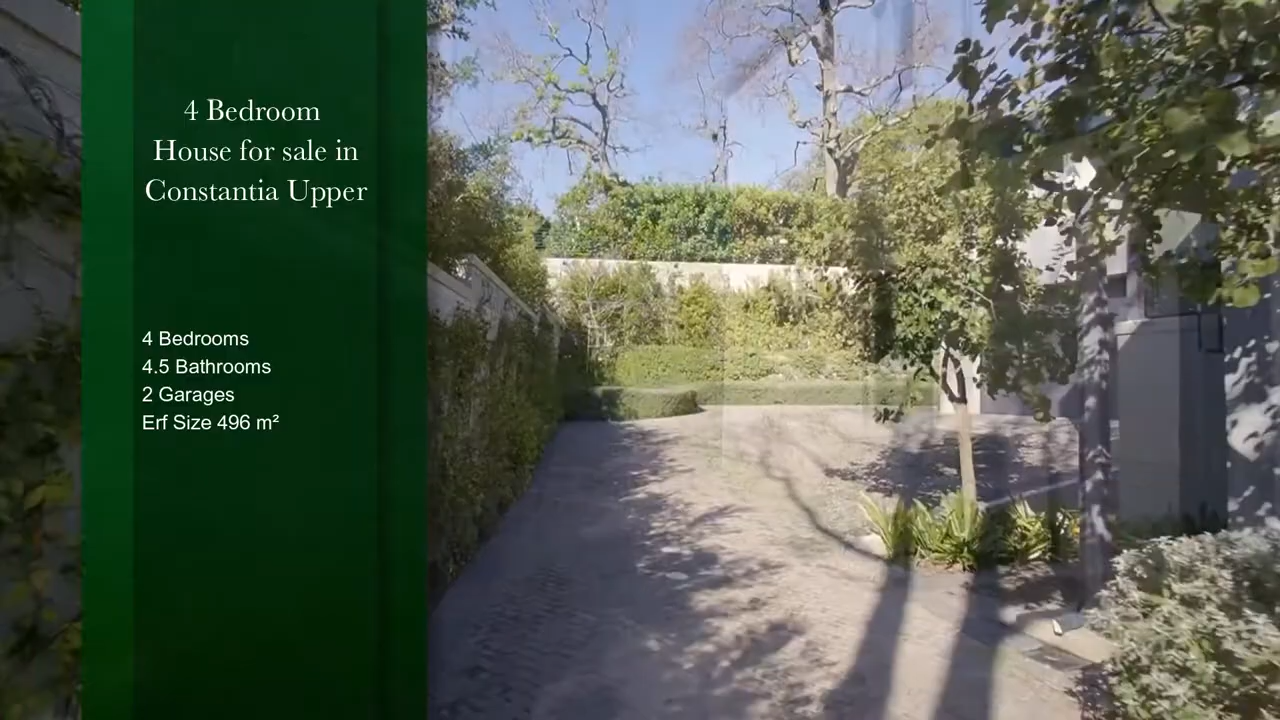 4 Bedroom
House for sale in
Constantia Upper
4 Bedrooms
4.5 Bathrooms
2 Garages
Erf Size 496 m²